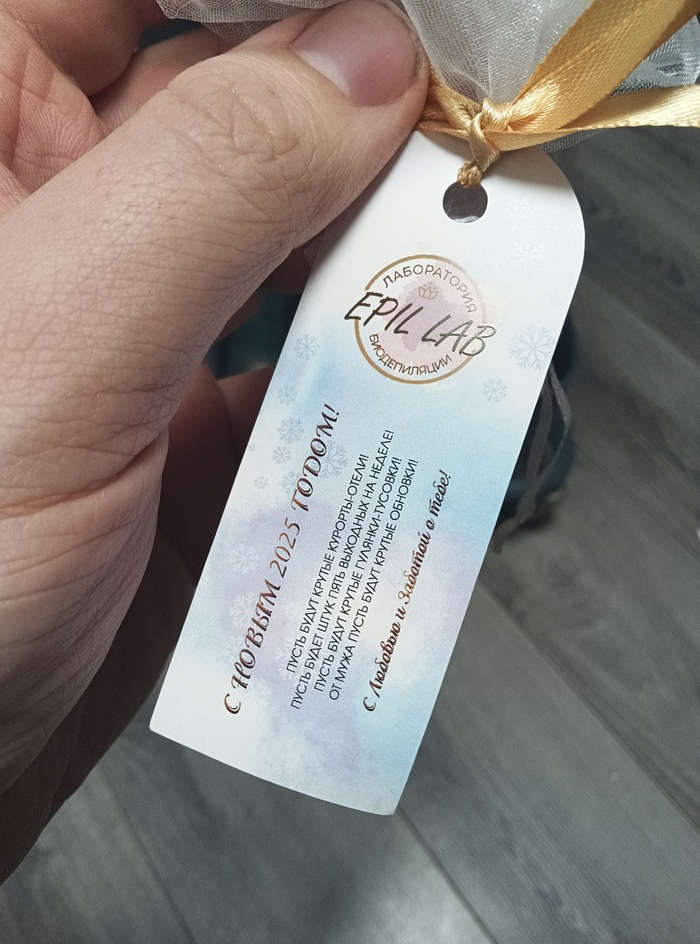 ЛАБОРАТОРИЯ
EPIL LAB
БИОДЕПИЛЯЦИИ
С НОВЫМ 2025 ГОДОМ!
ПУСТЬ БУДУТ КРУТЫЕ КУРОРТЫ-ОТЕЛИ!
ПУСТЬ БУДЕТ ШТУК ПЯТЬ ВЫХОДНЫХ НА НЕДЕЛЕ!
ПУСТЬ БУДУТ КРУТЫЕ ГУЛЯНКИ-ТУСОВКИ!
ОТ МУЖА ПУСТЬ БУДУТ КРУТЫЕ ОБНОВКИ!
С Любовью и Заботой о тебе!